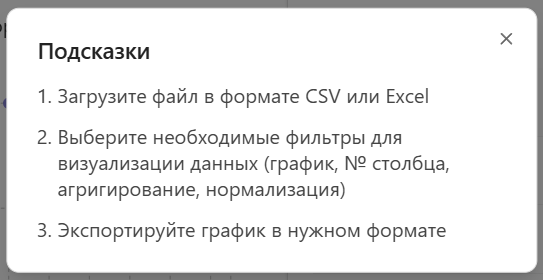 Подсказки
1. Загрузите файл в формате CSV или Excel
2. Выберите необходимые фильтры для
визуализации данных (график, № столбца,
агригирование, нормализация)
3. Экспортируйте график в нужном формате